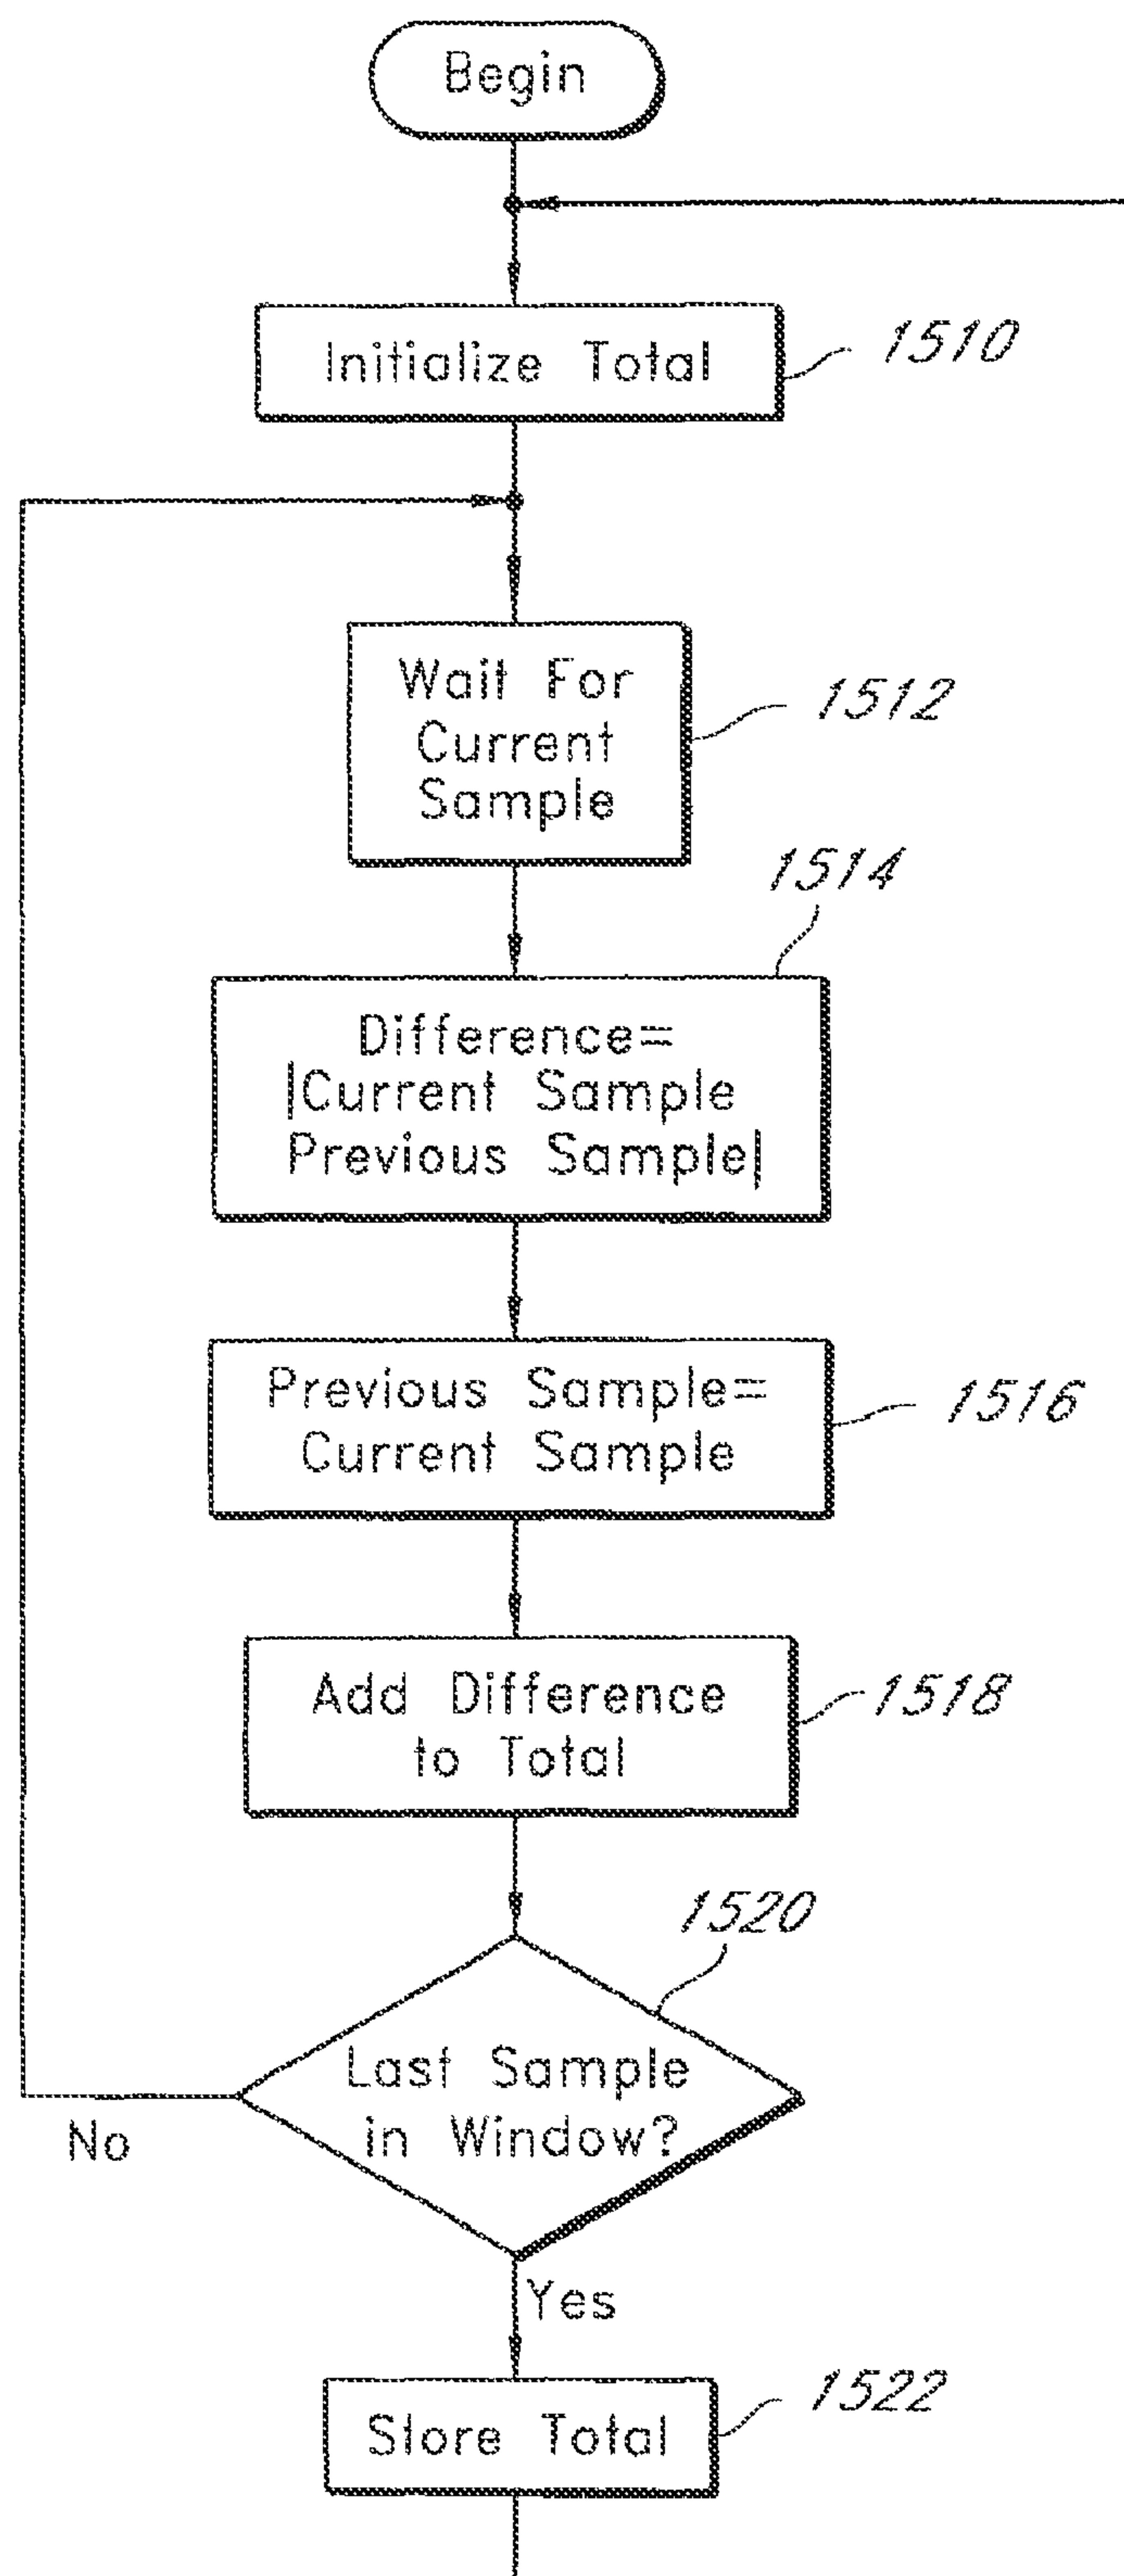 Begin
Initialize Total
1510
Wait For
Current
Sample
1512
1514
Difference=
|Current Sample
Previous Sample|
Previous Sample=
Current Sample
1516
Add Difference
to Total
1518
1520
Last Sample
in Window?
No
Yes
Store Total
1522